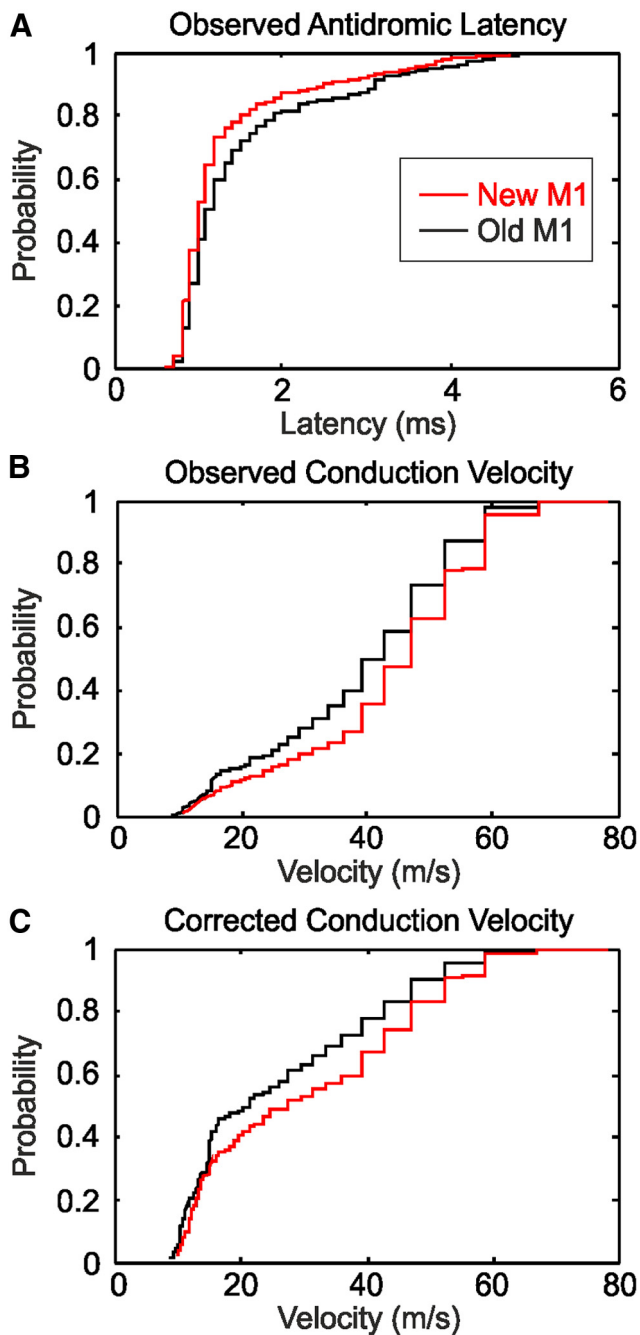 A
Observed Antidromic Latency
1
0.8
0.6
0.4
0.2
0
Probability
New M1
Old M1
0 2 4 6
Latency (ms)
B
Observed Conduction Velocity
1
0.8
0.6
0.4
0.2
0
Probability
0 20 40 60 80
Velocity (m/s)
C
Corrected Conduction Velocity
1
0.8
0.6
0.4
0.2
0
Probability
0 20 40 60 80
Velocity (m/s)